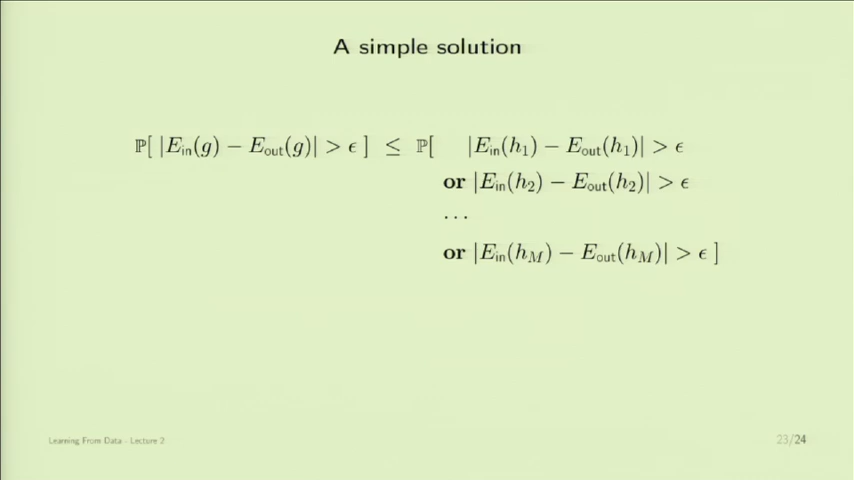 A simple solution
ℙ[ |E_in(g) − E_out(g)| > ϵ ] ≤ ℙ[ |E_in(h_1) − E_out(h_1)| > ϵ
or |E_in(h_2) − E_out(h_2)| > ϵ
· · ·
or |E_in(h_M) − E_out(h_M)| > ϵ ]
Learning From Data - Lecture 2
23/24